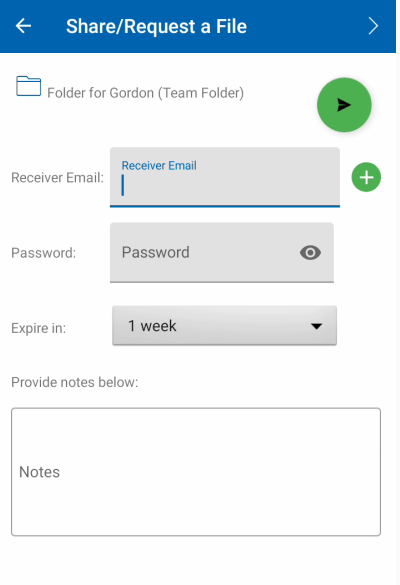 Share/Request a File
Folder for Gordon (Team Folder)
Receiver Email:
Receiver Email
Password:
Password
Expire in:
1 week
Provide notes below:
Notes